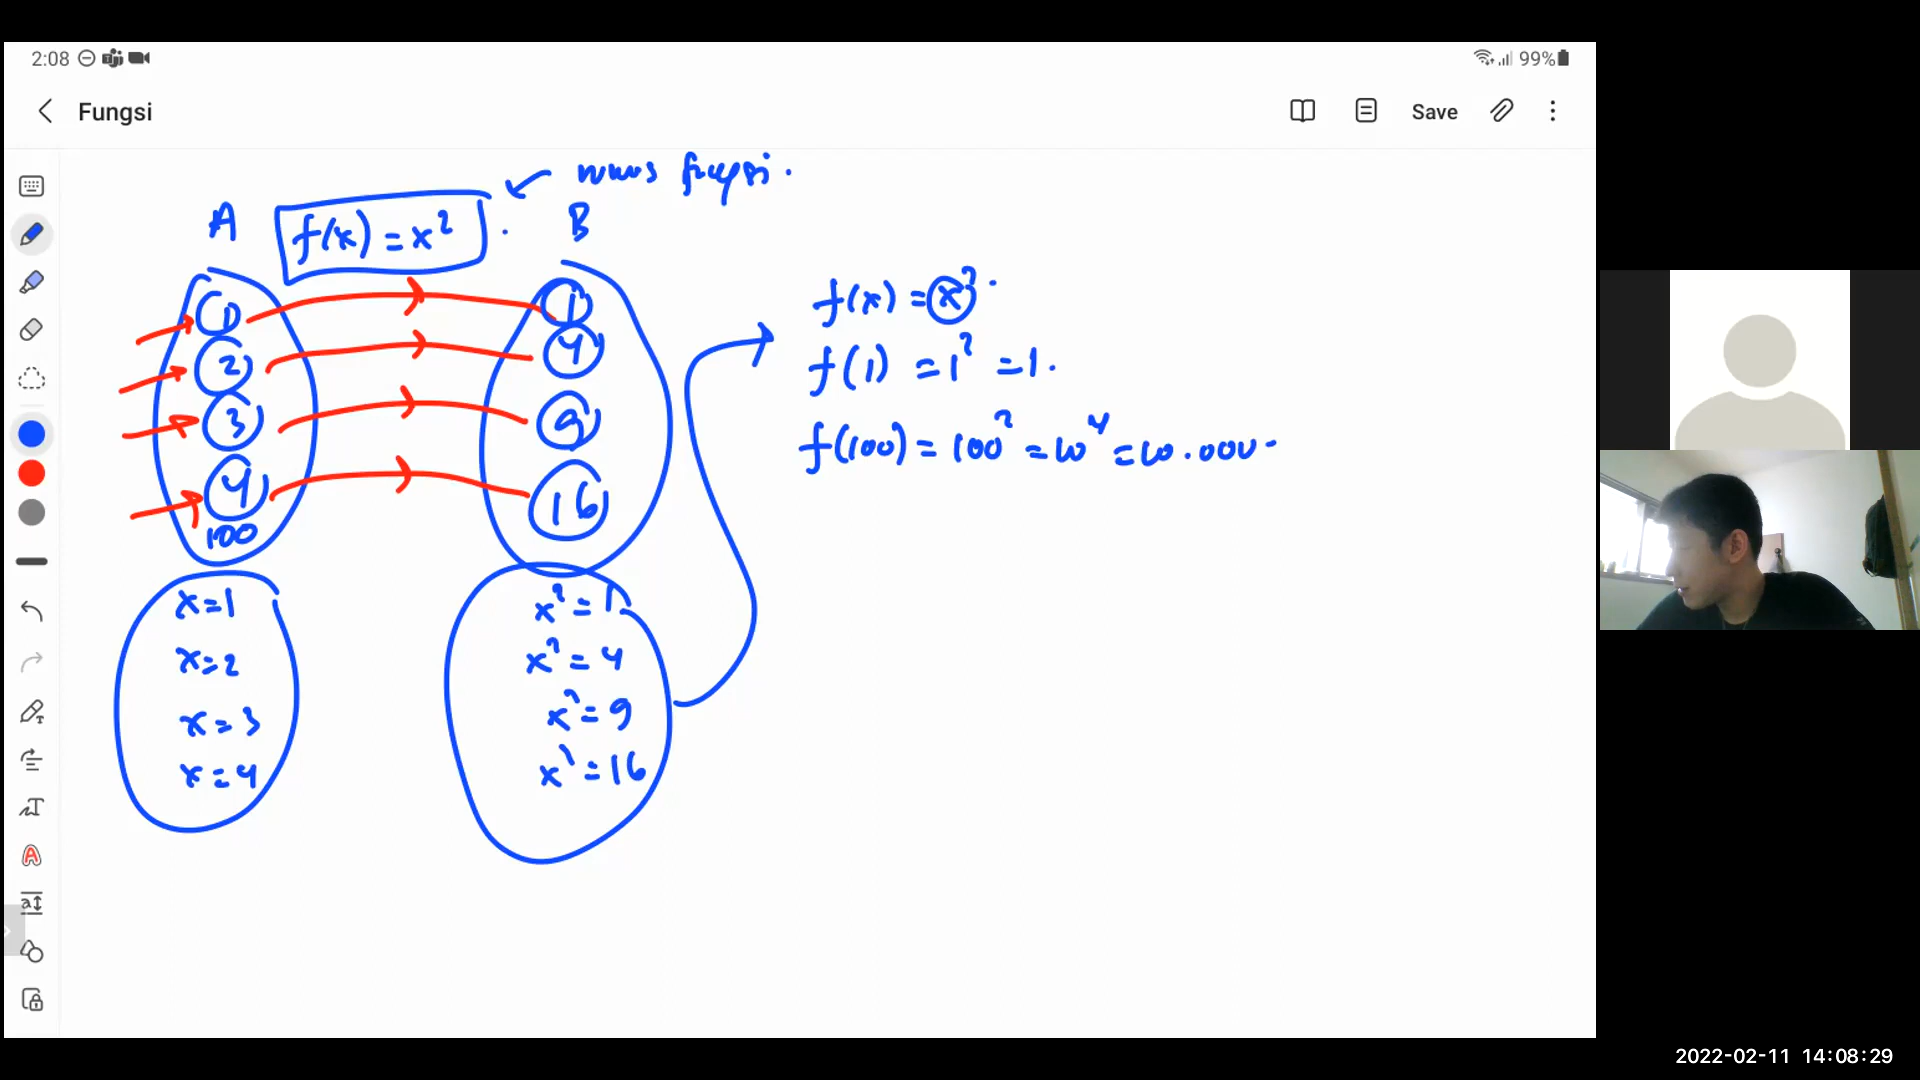 2:08 99%
Fungsi Save
rumus fungsi.
A f(x) = x² . B
1 1
2 4
3 9
4 16
100
x=1
x=2
x=3
x=4
x² = 1
x² = 4
x² = 9
x² = 16
f(x) = x² .
f(1) = 1² = 1.
f(100) = 100² = 10⁴ = 10.000
2022-02-11 14:08:29